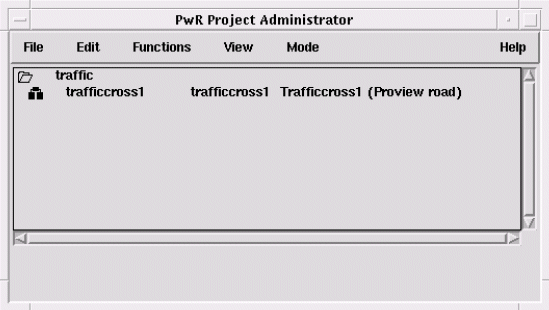 PwR Project Administrator
File Edit Functions View Mode Help
traffic
trafficcross1 trafficcross1 Trafficcross1 (Proview road)